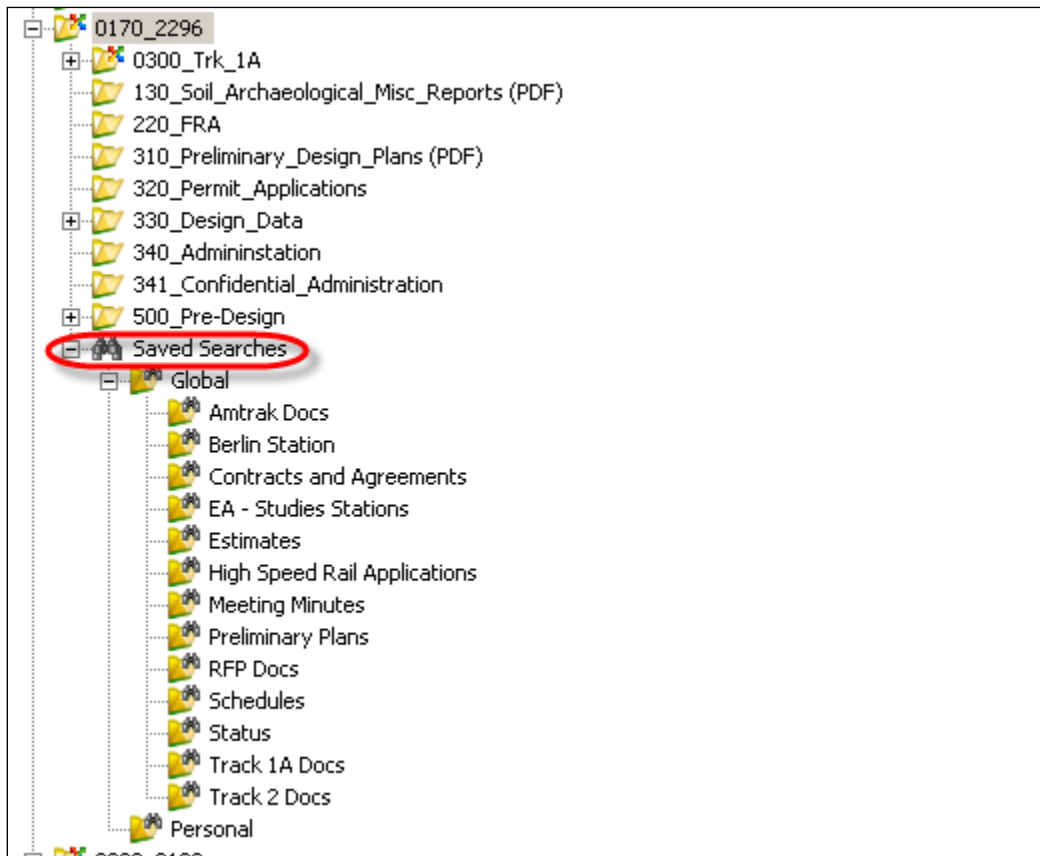 0170_2296
0300_Trk_1A
130_Soil_Archaeological_Misc_Reports (PDF)
220_FRA
310_Preliminary_Design_Plans (PDF)
320_Permit_Applications
330_Design_Data
340_Admininstation
341_Confidential_Administration
500_Pre-Design
Saved Searches
Global
Amtrak Docs
Berlin Station
Contracts and Agreements
EA - Studies Stations
Estimates
High Speed Rail Applications
Meeting Minutes
Preliminary Plans
RFP Docs
Schedules
Status
Track 1A Docs
Track 2 Docs
Personal